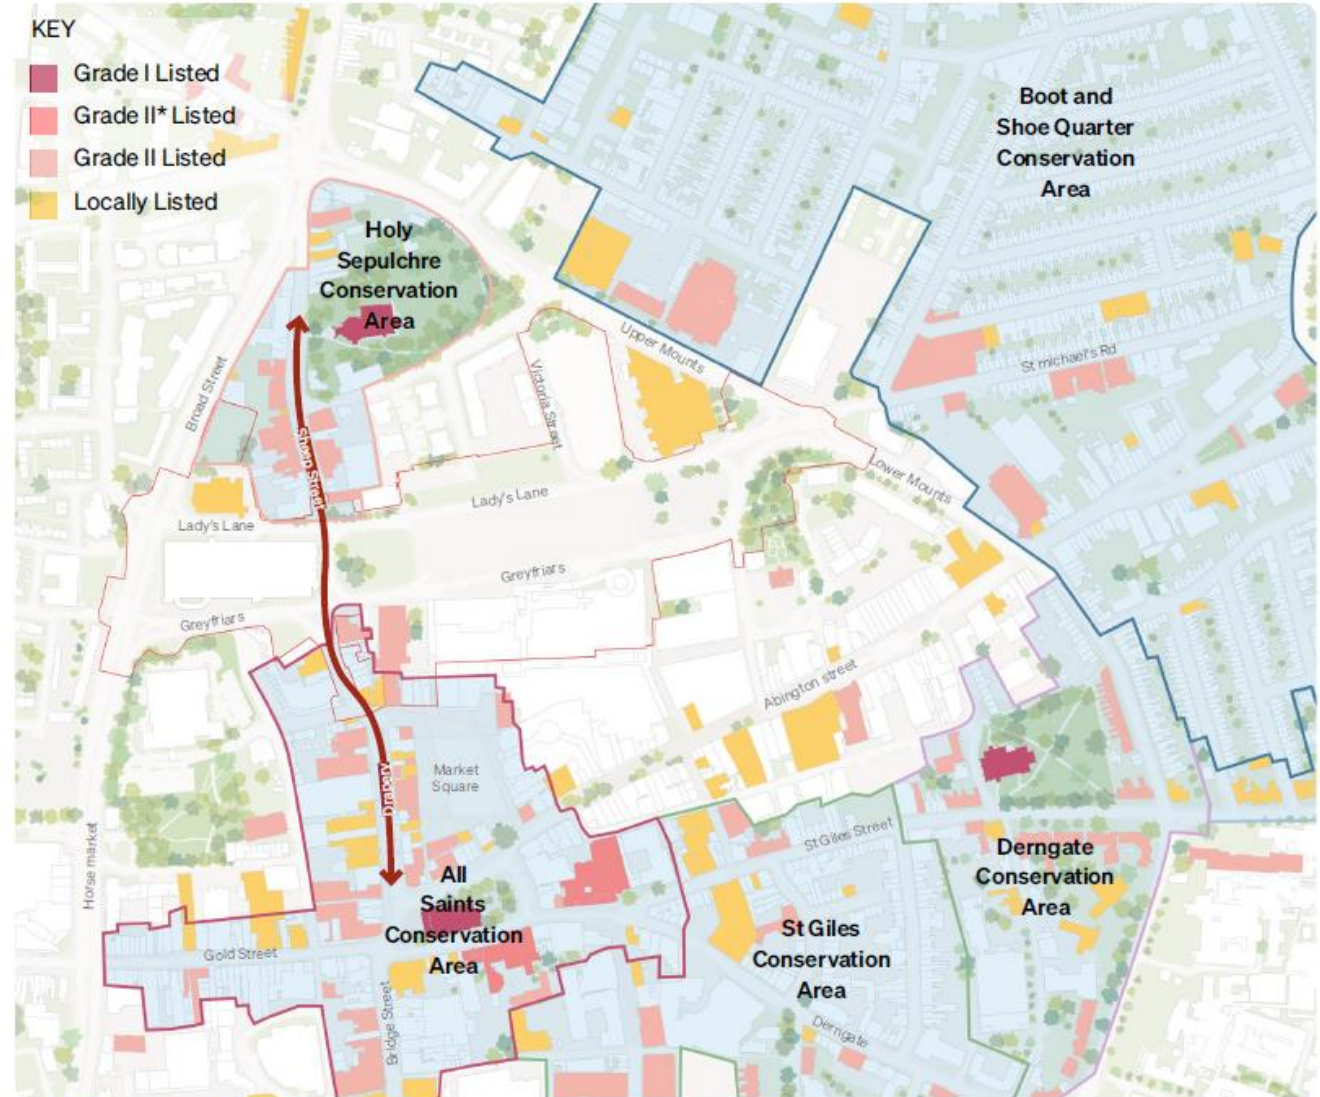 KEY
Grade I Listed
Grade II* Listed
Grade II Listed
Locally Listed
Boot and
Shoe Quarter
Conservation
Area
Holy
Sepulchre
Conservation
Area
Upper Mounts
St michael's Rd
Broad Street
Victoria Street
Sheep Street
Lady's Lane
Lower Mounts
Lady's Lane
Greyfriars
Greyfriars
Abington street
Market
Square
Drapery
Horse market
St Giles Street
All
Saints
Conservation
Area
Derngate
Conservation
Area
Gold Street
St Giles
Conservation
Area
Bridge Street
Derngate